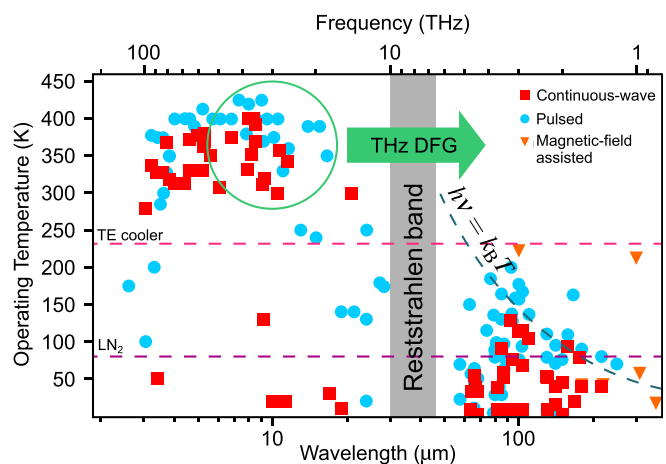 Frequency (THz)
100
10
1
Operating Temperature (K)
450
400
350
300
250
200
150
100
50
Continuous-wave
Pulsed
Magnetic-field
assisted
THz DFG
hν = k_BT
TE cooler
LN₂
Reststrahlen band
10
100
Wavelength (μm)